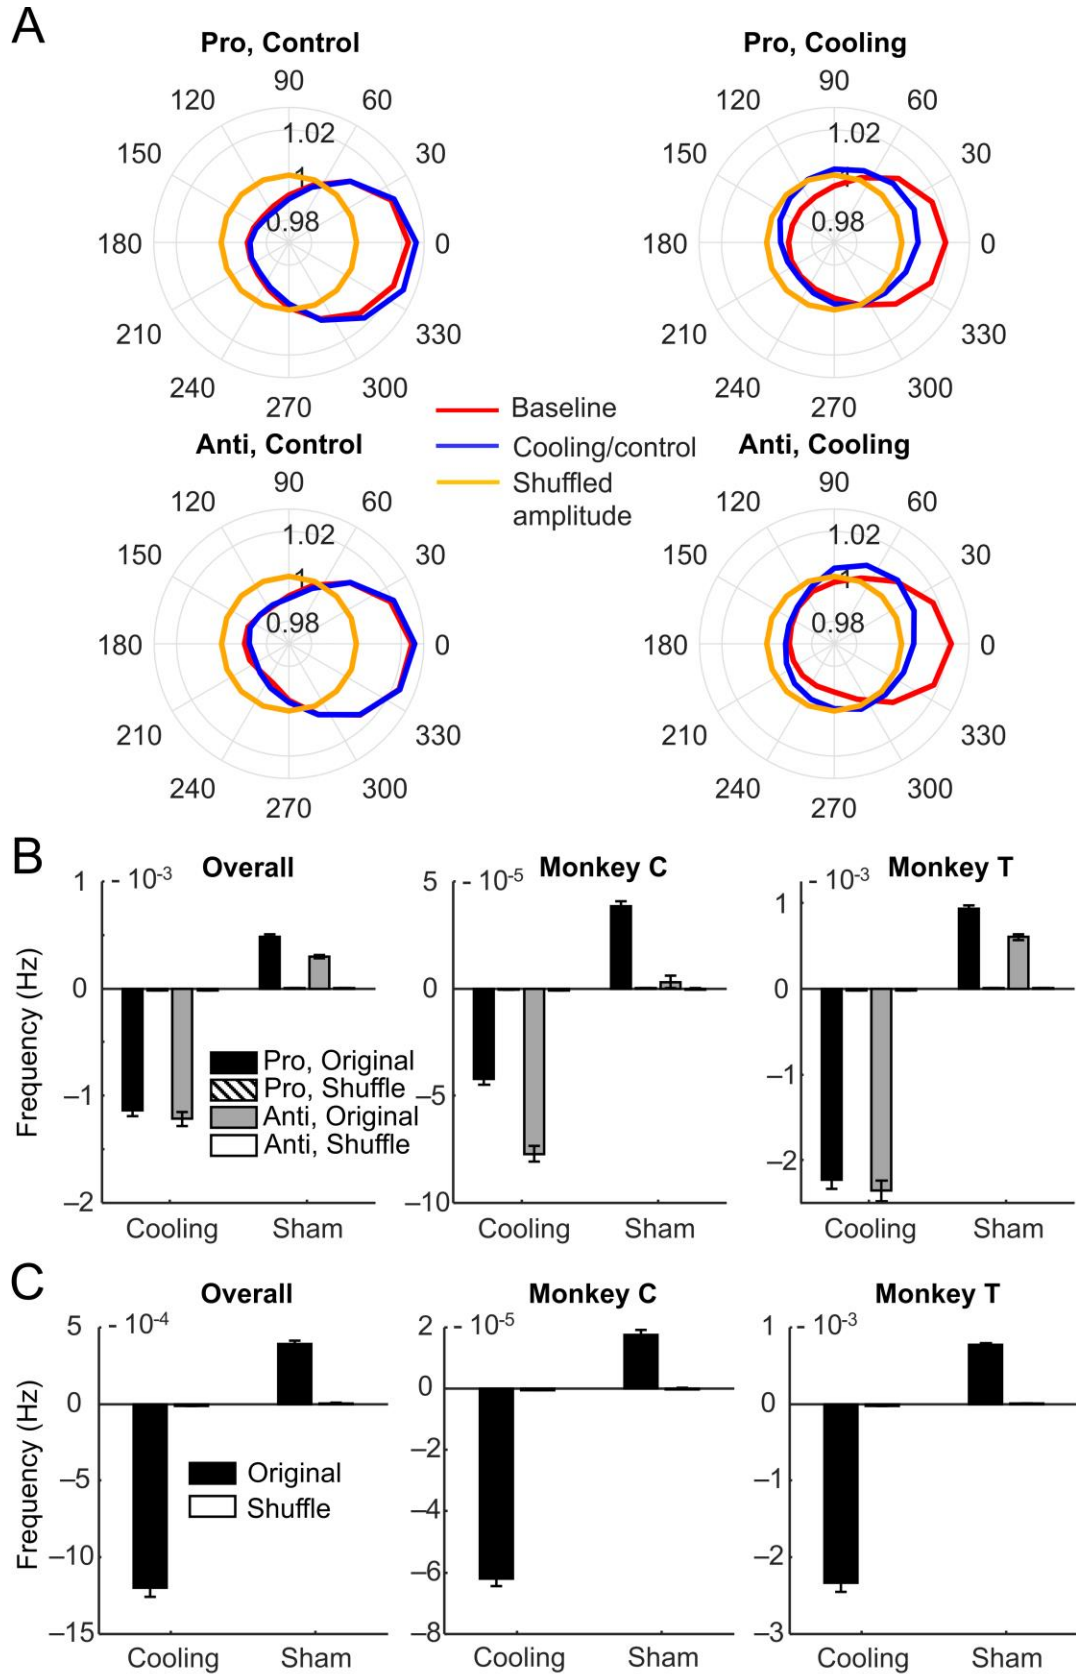 A
Pro, Control
Pro, Cooling
90
120
60
150
30
180
0
210
330
240
300
270
1.02
1
0.98
90
120
60
150
30
180
0
210
330
240
300
270
1.02
1
0.98
Baseline
Cooling/control
Shuffled
amplitude
Anti, Control
Anti, Cooling
90
120
60
150
30
180
0
210
330
240
300
270
1.02
1
0.98
90
120
60
150
30
180
0
210
330
240
300
270
1.02
1
0.98
B
Overall
Monkey C
Monkey T
Frequency (Hz)
1
- 10-3
0
–1
–2
Pro, Original
Pro, Shuffle
Anti, Original
Anti, Shuffle
Cooling
Sham
5
- 10-5
0
–5
–10
Cooling
Sham
1
- 10-3
0
–1
–2
Cooling
Sham
C
Overall
Monkey C
Monkey T
Frequency (Hz)
5
- 10-4
0
–5
–10
–15
Original
Shuffle
Cooling
Sham
2
- 10-5
0
–2
–4
–6
–8
Cooling
Sham
1
- 10-3
0
–1
–2
–3
Cooling
Sham